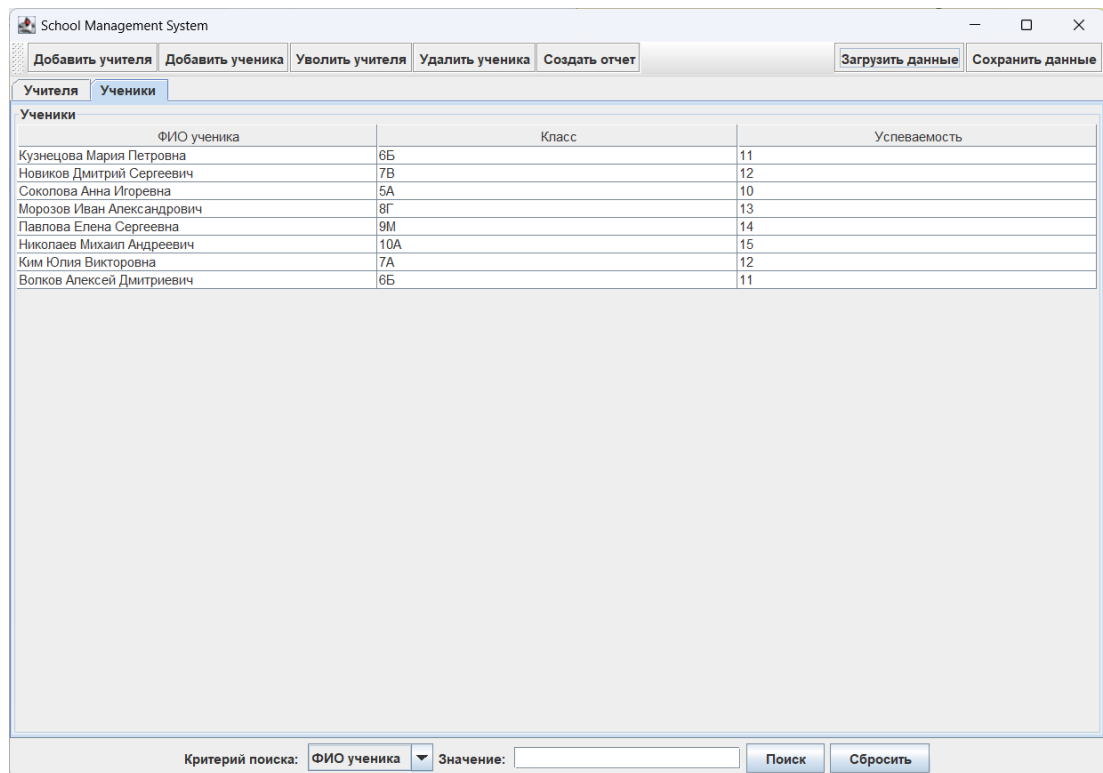 School Management System
Добавить учителя Добавить ученика Уволить учителя Удалить ученика Создать отчет Загрузить данные Сохранить данные
Учителя Ученики
Ученики
ФИО ученика Класс Успеваемость
Кузнецова Мария Петровна 6Б 11
Новиков Дмитрий Сергеевич 7В 12
Соколова Анна Игоревна 5А 10
Морозов Иван Александрович 8Г 13
Павлова Елена Сергеевна 9М 14
Николаев Михаил Андреевич 10А 15
Ким Юлия Викторовна 7А 12
Волков Алексей Дмитриевич 6Б 11
Критерий поиска: ФИО ученика Значение: Поиск Сбросить